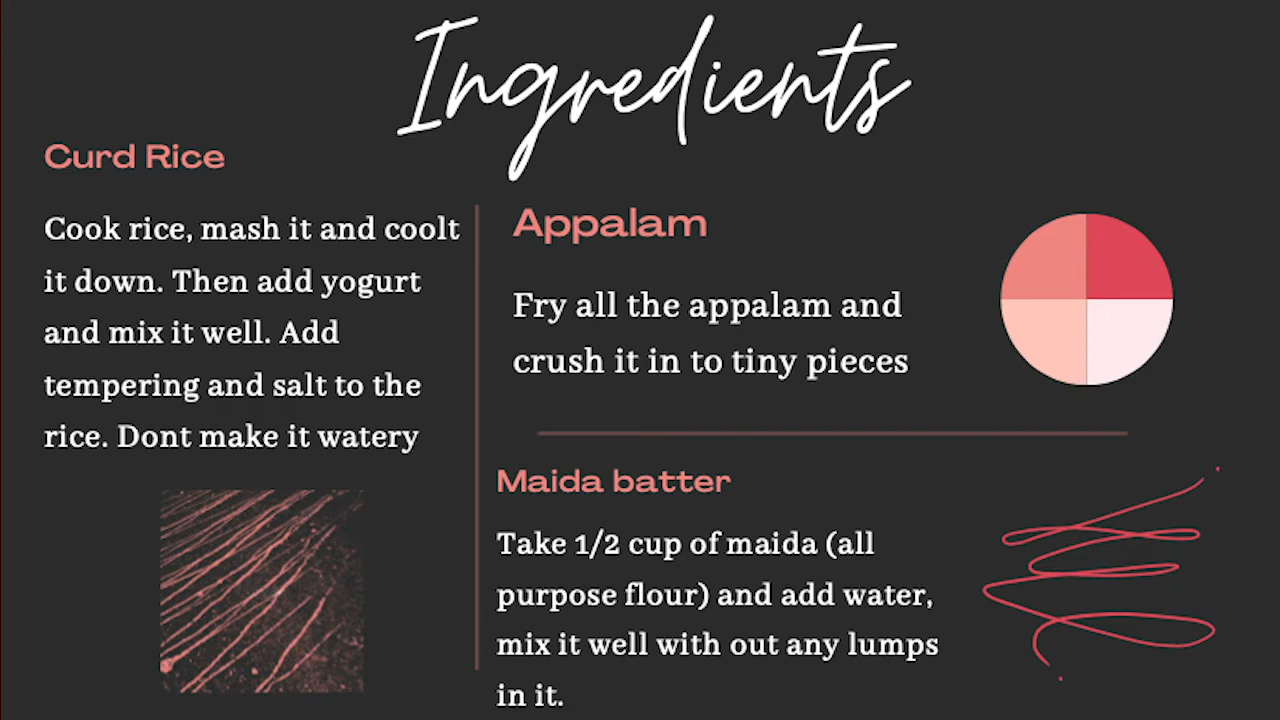 Ingredients
Curd Rice
Cook rice, mash it and coolt
it down. Then add yogurt
and mix it well. Add
tempering and salt to the
rice. Dont make it watery
Appalam
Fry all the appalam and
crush it in to tiny pieces
Maida batter
Take 1/2 cup of maida (all
purpose flour) and add water,
mix it well with out any lumps
in it.